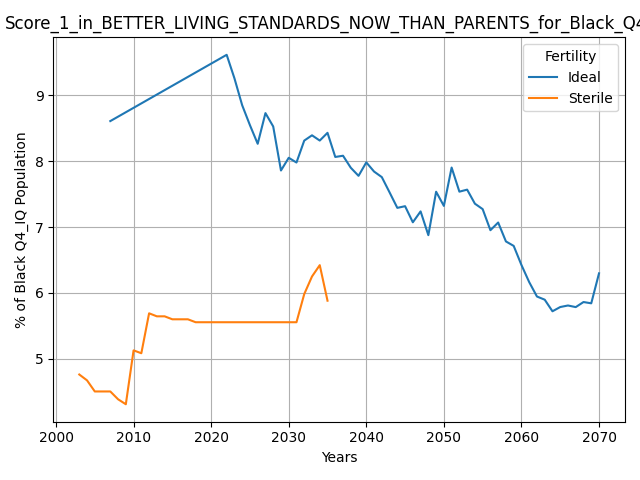 Score_1_in_BETTER_LIVING_STANDARDS_NOW_THAN_PARENTS_for_Black_Q4
Fertility
Ideal
Sterile
% of Black Q4_IQ Population
9
8
7
6
5
2000 2010 2020 2030 2040 2050 2060 2070
Years